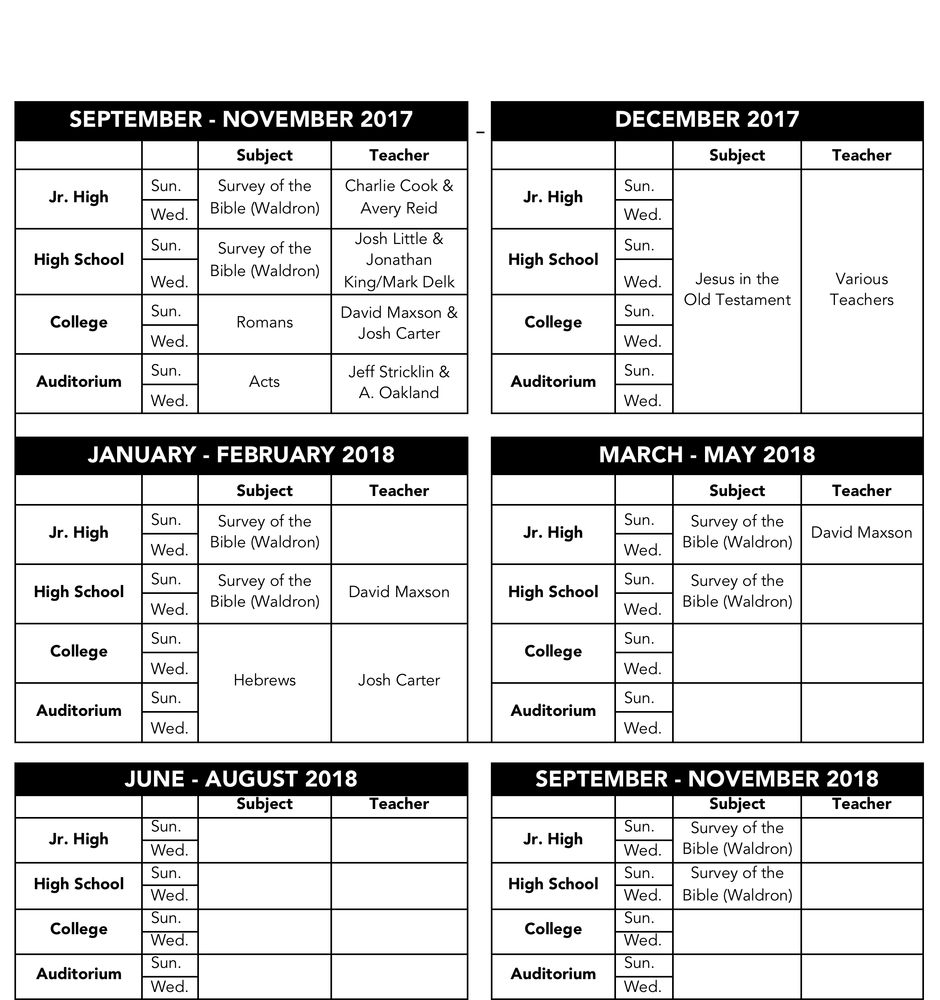 SEPTEMBER - NOVEMBER 2017
Subject Teacher
Jr. High
Sun.
Wed.
Survey of the
Bible (Waldron)
Charlie Cook &
Avery Reid
High School
Sun.
Wed.
Survey of the
Bible (Waldron)
Josh Little &
Jonathan
King/Mark Delk
College
Sun.
Wed.
Romans
David Maxson &
Josh Carter
Auditorium
Sun.
Wed.
Acts
Jeff Stricklin &
A. Oakland
–
DECEMBER 2017
Subject Teacher
Jr. High
Sun.
Wed.
High School
Sun.
Wed.
College
Sun.
Wed.
Auditorium
Sun.
Wed.
Jesus in the
Old Testament
Various
Teachers
JANUARY - FEBRUARY 2018
Subject Teacher
Jr. High
Sun.
Wed.
Survey of the
Bible (Waldron)
High School
Sun.
Wed.
Survey of the
Bible (Waldron)
David Maxson
College
Sun.
Wed.
Auditorium
Sun.
Wed.
Hebrews
Josh Carter
MARCH - MAY 2018
Subject Teacher
Jr. High
Sun.
Wed.
Survey of the
Bible (Waldron)
David Maxson
High School
Sun.
Wed.
Survey of the
Bible (Waldron)
College
Sun.
Wed.
Auditorium
Sun.
Wed.
JUNE - AUGUST 2018
Subject Teacher
Jr. High
Sun.
Wed.
High School
Sun.
Wed.
College
Sun.
Wed.
Auditorium
Sun.
Wed.
SEPTEMBER - NOVEMBER 2018
Subject Teacher
Jr. High
Sun.
Wed.
Survey of the
Bible (Waldron)
High School
Sun.
Wed.
Survey of the
Bible (Waldron)
College
Sun.
Wed.
Auditorium
Sun.
Wed.